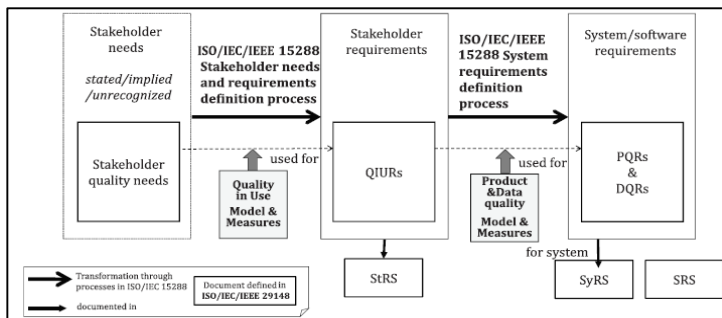 Stakeholder
needs
stated/implied
/unrecognized
Stakeholder
quality needs
ISO/IEC/IEEE 15288
Stakeholder needs
and requirements
definition process
used for
Quality
in Use
Model &
Measures
Stakeholder
requirements
QIURs
StRS
ISO/IEC/IEEE
15288 System
requirements
definition
process
used for
Product
&Data
quality
Model &
Measures
System/software
requirements
PQRs
&
DQRs
for system
SyRS
SRS
Transformation through
processes in ISO/IEC 15288
documented in
Document defined in
ISO/IEC/IEEE 29148